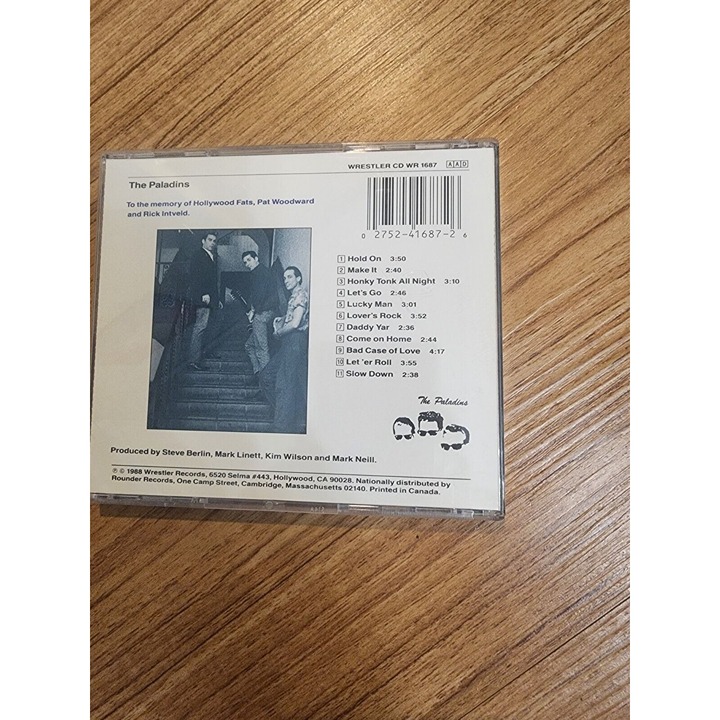 WRESTLER CD WR 1687 AAD
The Paladins
To the memory of Hollywood Fats, Pat Woodward
and Rick Intveld.
0 2752-41687-2 6
1 Hold On 3:50
2 Make It 2:40
3 Honky Tonk All Night 3:10
4 Let's Go 2:46
5 Lucky Man 3:01
6 Lover's Rock 3:52
7 Daddy Yar 2:36
8 Come on Home 2:44
9 Bad Case of Love 4:17
10 Let 'er Roll 3:55
11 Slow Down 2:38
The Paladins
Produced by Steve Berlin, Mark Linett, Kim Wilson and Mark Neill.
℗ © 1988 Wrestler Records, 6520 Selma #443, Hollywood, CA 90028. Nationally distributed by
Rounder Records, One Camp Street, Cambridge, Massachusetts 02140. Printed in Canada.